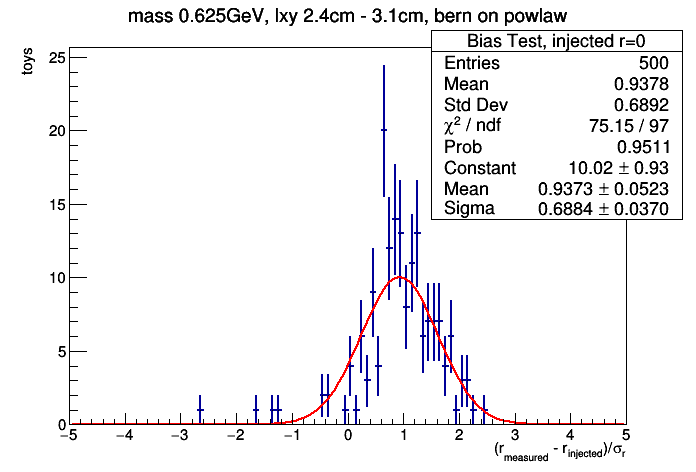 mass 0.625GeV, lxy 2.4cm - 3.1cm, bern on powlaw
Bias Test, injected r=0
Entries 500
Mean 0.9378
Std Dev 0.6892
χ² / ndf 75.15 / 97
Prob 0.9511
Constant 10.02 ± 0.93
Mean 0.9373 ± 0.0523
Sigma 0.6884 ± 0.0370
toys
25
20
15
10
5
0
−5 −4 −3 −2 −1 0 1 2 3 4 5
(r_measured - r_injected)/σ_r